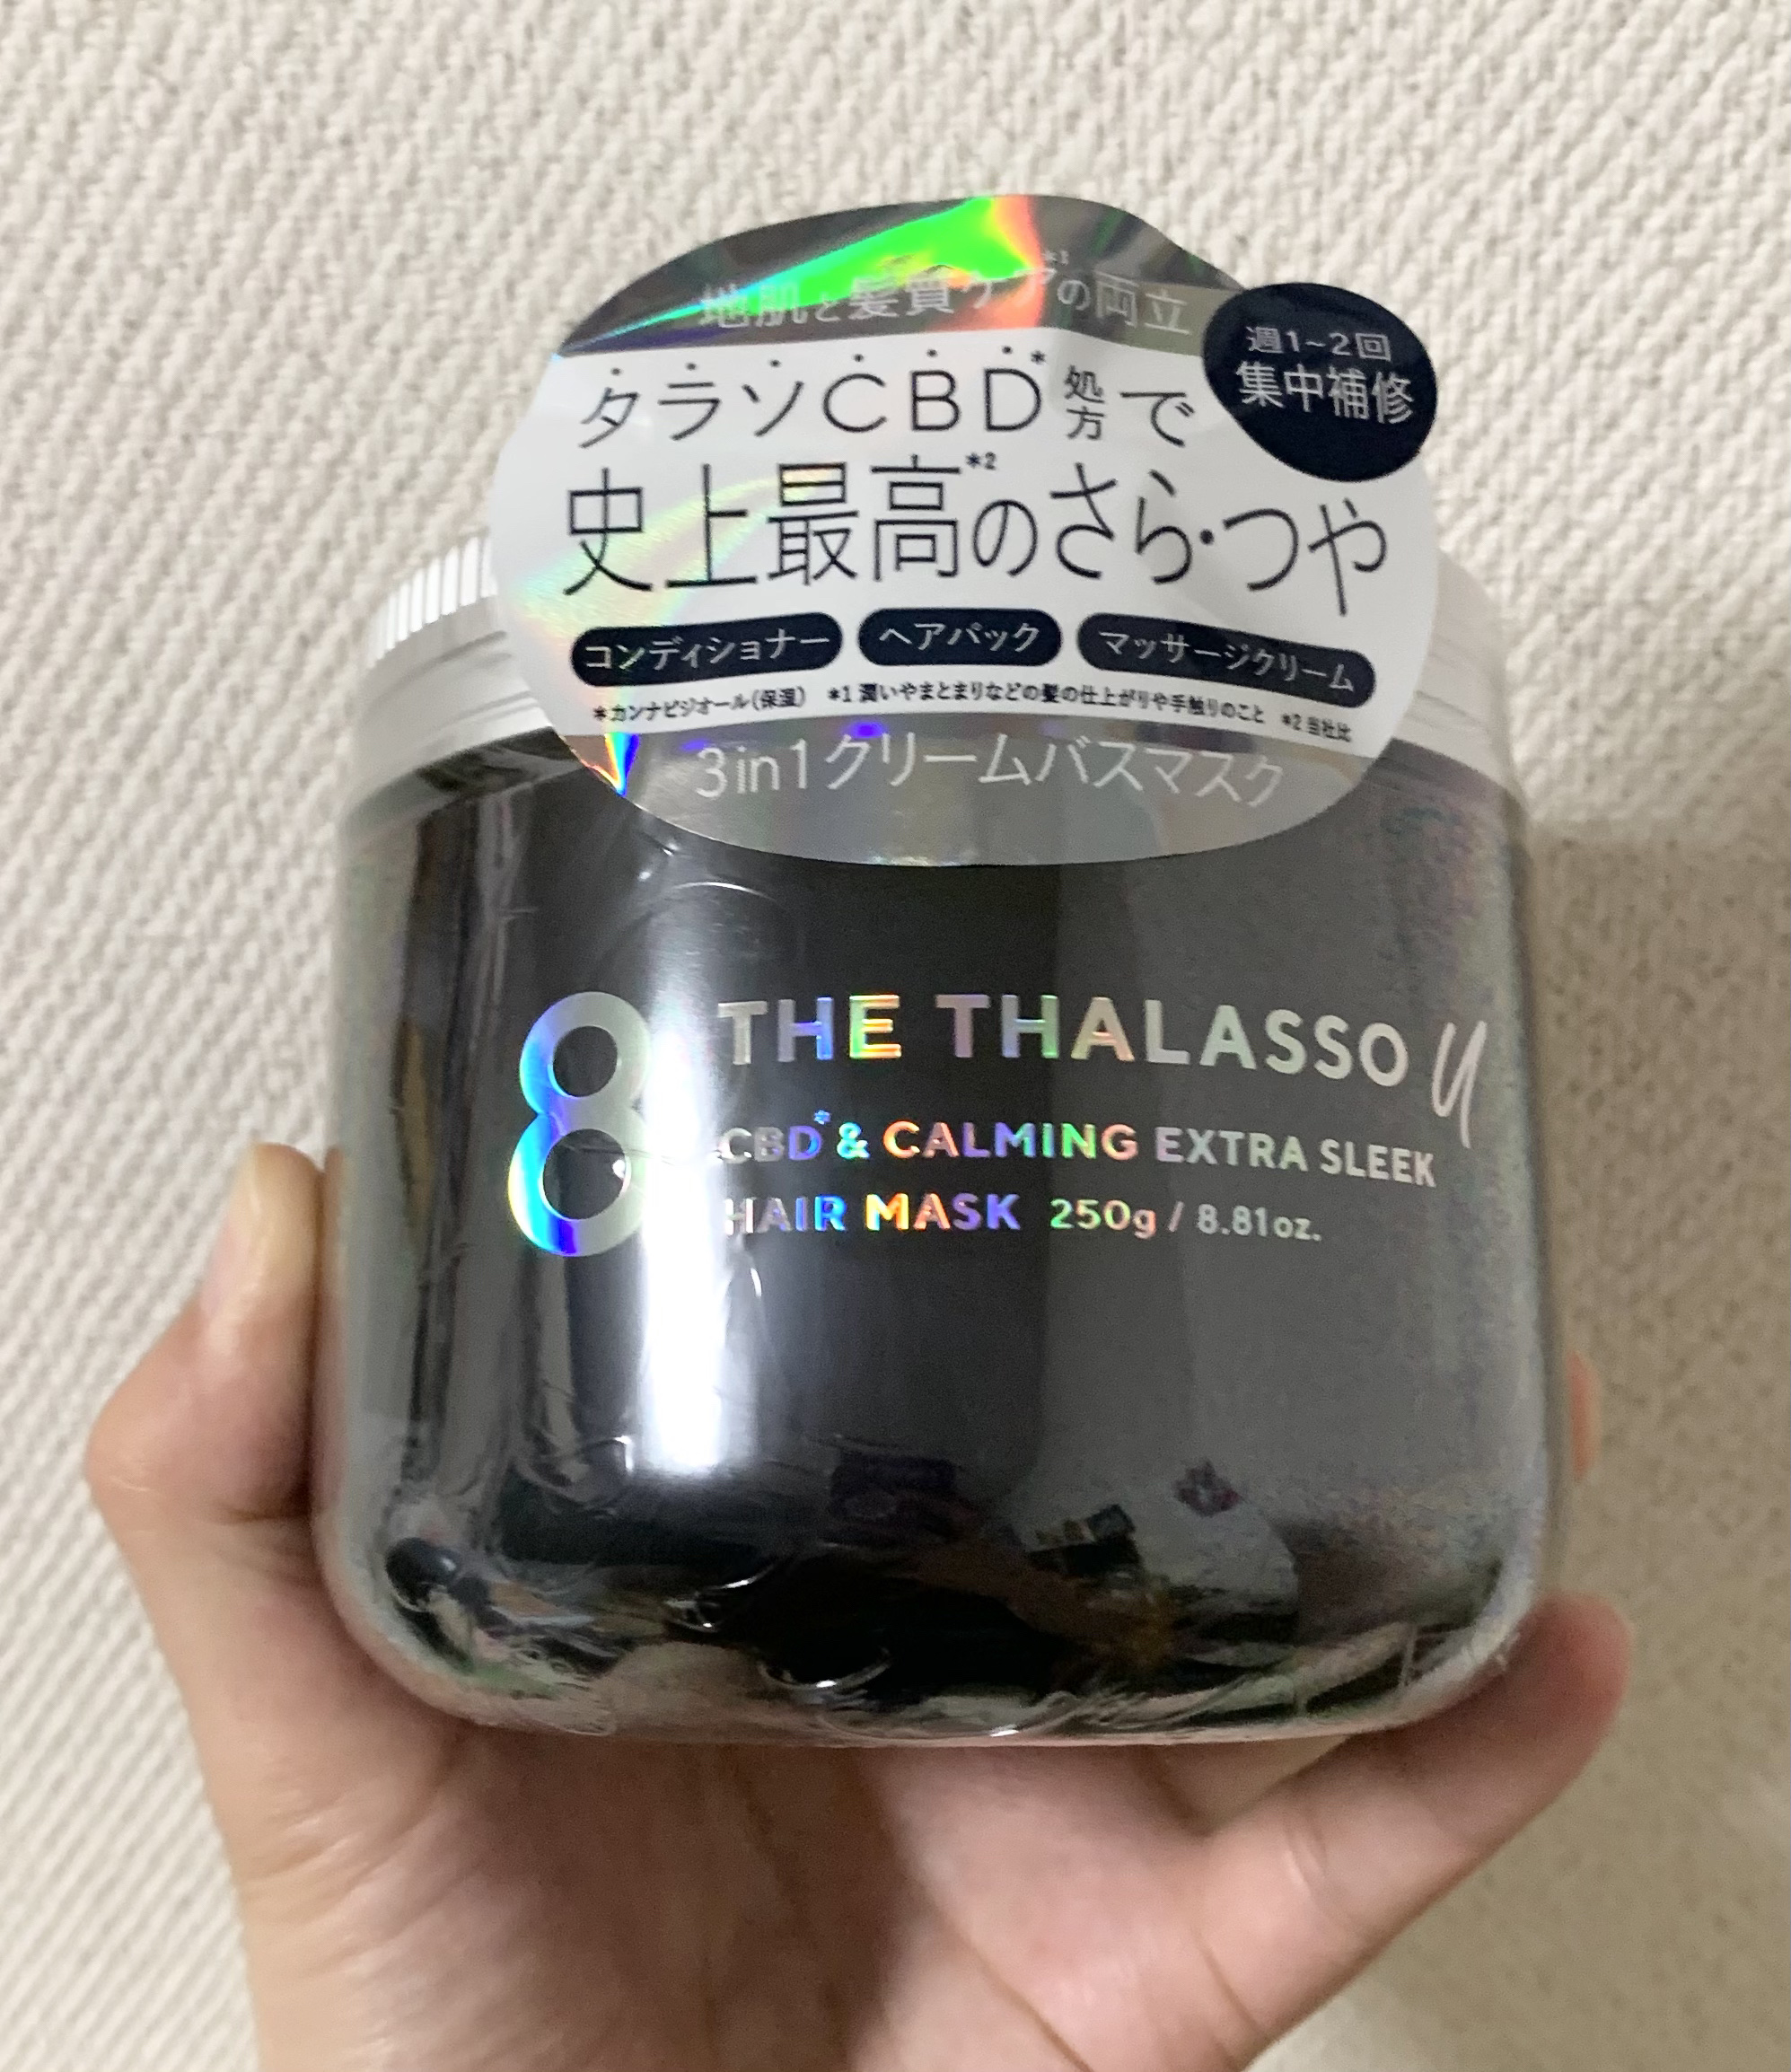 地肌と髪質ケア*1の両立
週1~2回
集中補修
タラソCBD*処方で
史上最高*2のさら・つや
コンディショナー ヘアパック マッサージクリーム
*カンナビジオール(保湿) *1 潤いやまとまりなどの髪の仕上がりや手触りのこと *2 当社比
3in1クリームバスマスク
8 THE THALASSO u
CBD*& CALMING EXTRA SLEEK
HAIR MASK 250g / 8.81oz.